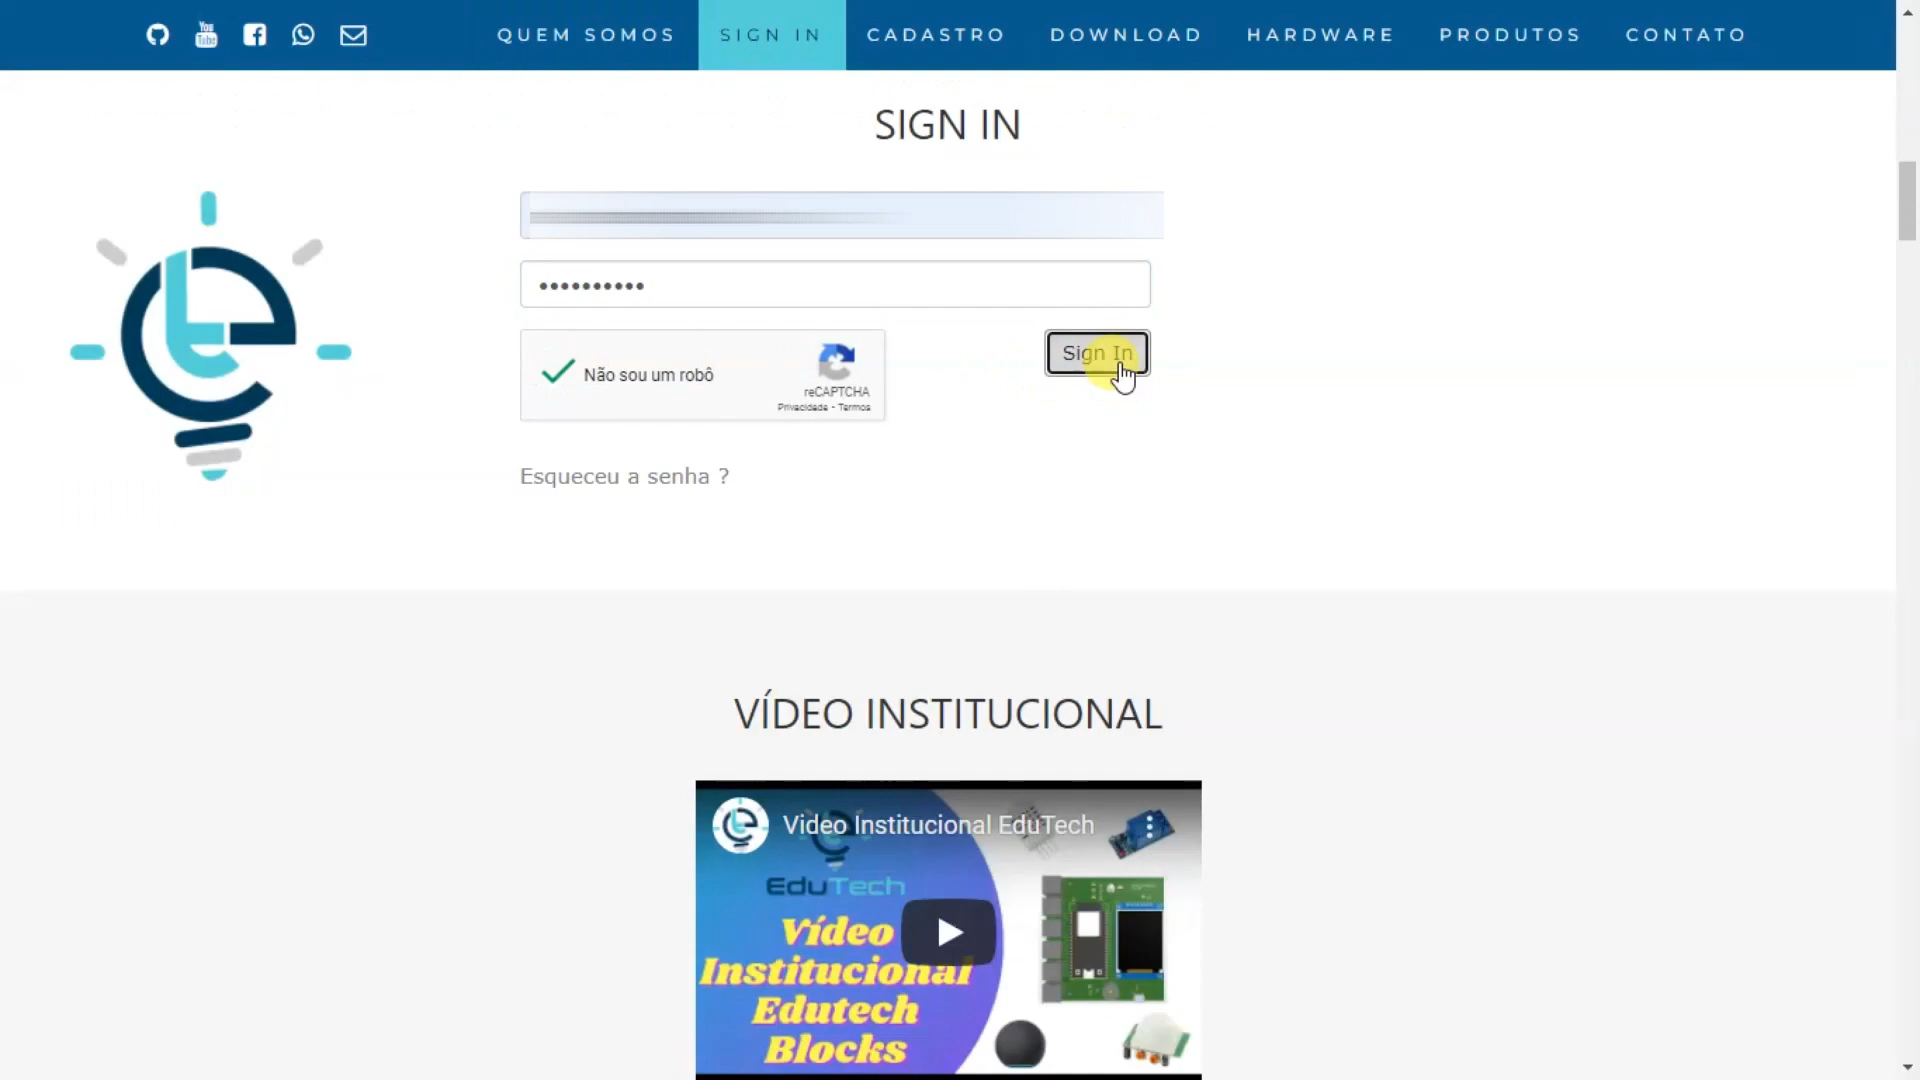 QUEM SOMOS
SIGN IN
CADASTRO
DOWNLOAD
HARDWARE
PRODUTOS
CONTATO
SIGN IN
Não sou um robô
reCAPTCHA
Privacidade - Termos
Sign In
Esqueceu a senha ?
VÍDEO INSTITUCIONAL
Video Institucional EduTech
EduTech
Vídeo
Institucional
Edutech
Blocks